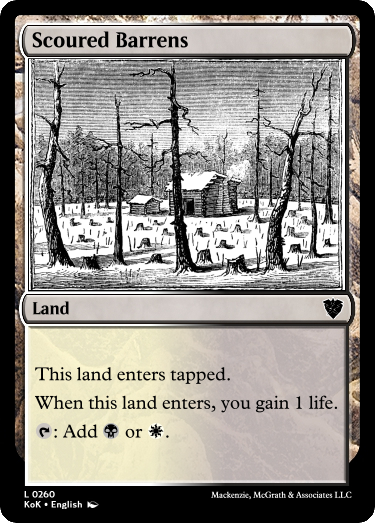 Scoured Barrens
Land
This land enters tapped.
When this land enters, you gain 1 life.
: Add or .
L 0260
KoK • English
Mackenzie, McGrath & Associates LLC